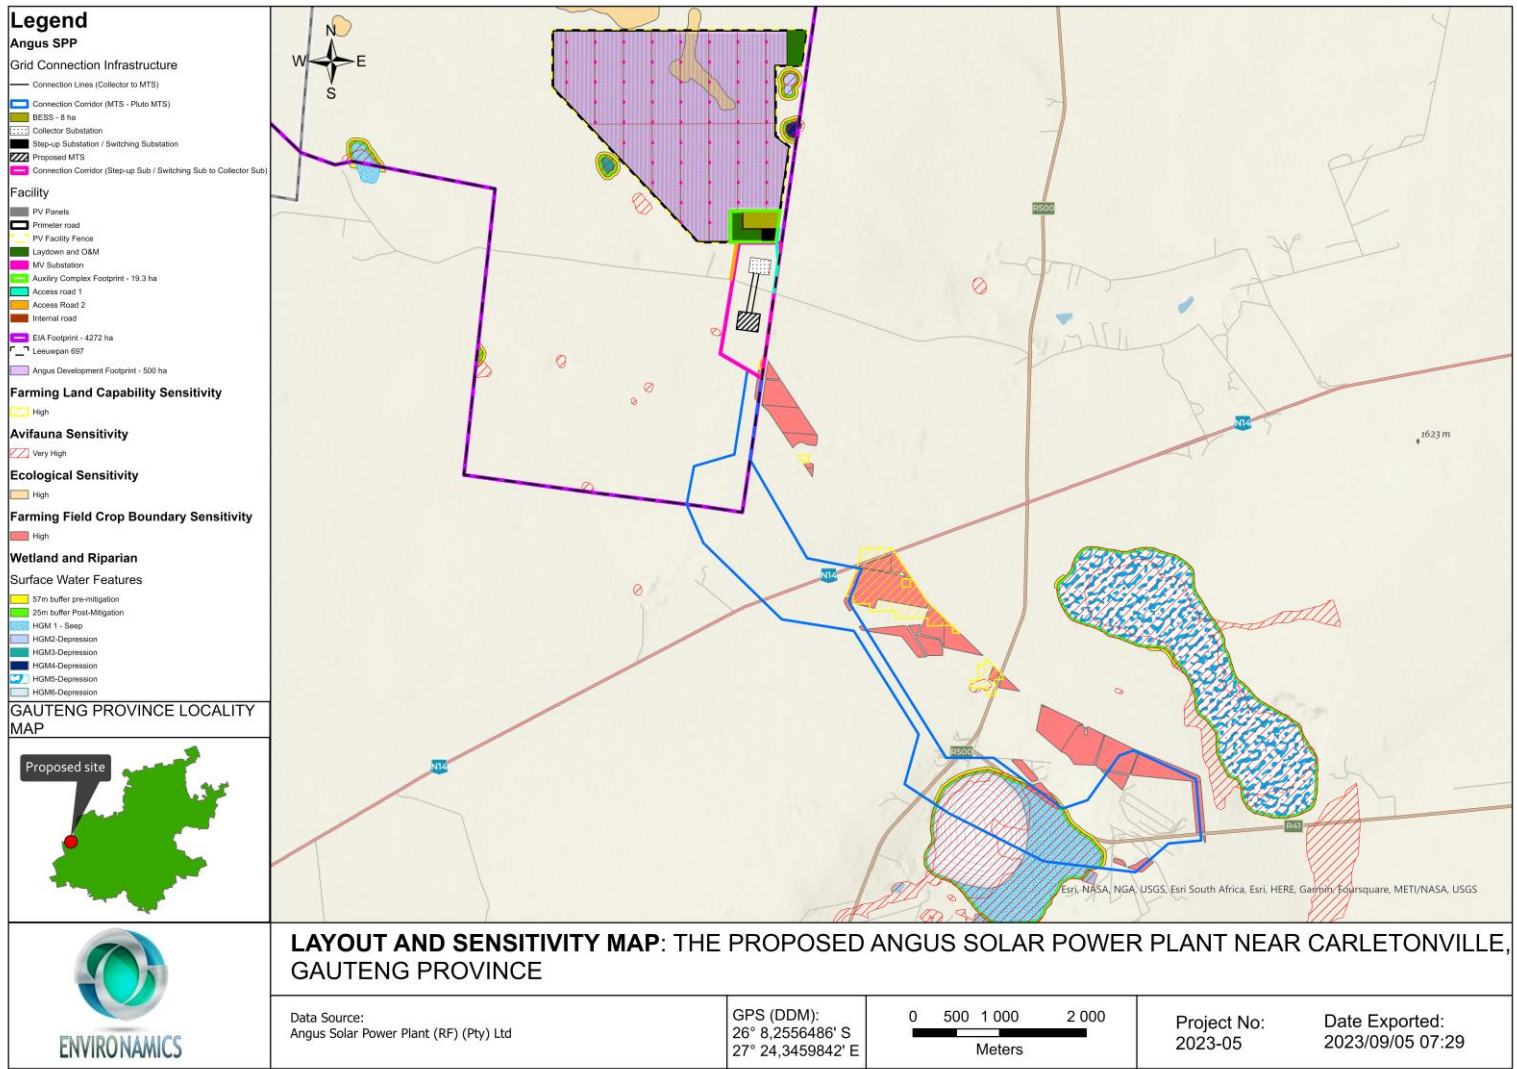 Legend
Angus SPP
Grid Connection Infrastructure
Connection Lines (Collector to MTS)
Connection Corridor (MTS - Pluto MTS)
BESS - 8 ha
Collector Substation
Step-up Substation / Switching Substation
Proposed MTS
Connection Corridor (Step-up Sub / Switching Sub to Collector Sub)
Facility
PV Panels
Primeter road
PV Facility Fence
Laydown and O&M
MV Substation
Auxiliry Complex Footprint - 19.3 ha
Access road 1
Access Road 2
Internal road
EIA Footprint - 4272 ha
Leeuwpan 697
Angus Development Footprint - 500 ha
Farming Land Capability Sensitivity
High
Avifauna Sensitivity
Very High
Ecological Sensitivity
High
Farming Field Crop Boundary Sensitivity
High
Wetland and Riparian
Surface Water Features
57m buffer pre-mitigation
25m buffer Post-Mitigation
HGM 1 - Seep
HGM2-Depression
HGM3-Depression
HGM4-Depression
HGM5-Depression
HGM6-Depression
GAUTENG PROVINCE LOCALITY
MAP
Proposed site
N
W E
S
R500
N14
1623 m
N14
R500
N14
R41
Esri, NASA, NGA, USGS, Esri South Africa, Esri, HERE, Garmin, Foursquare, METI/NASA, USGS
ENVIRONAMICS
LAYOUT AND SENSITIVITY MAP: THE PROPOSED ANGUS SOLAR POWER PLANT NEAR CARLETONVILLE,
GAUTENG PROVINCE
Data Source:
Angus Solar Power Plant (RF) (Pty) Ltd
GPS (DDM):
26° 8,2556486' S
27° 24,3459842' E
0 500 1 000 2 000
Meters
Project No:
2023-05
Date Exported:
2023/09/05 07:29